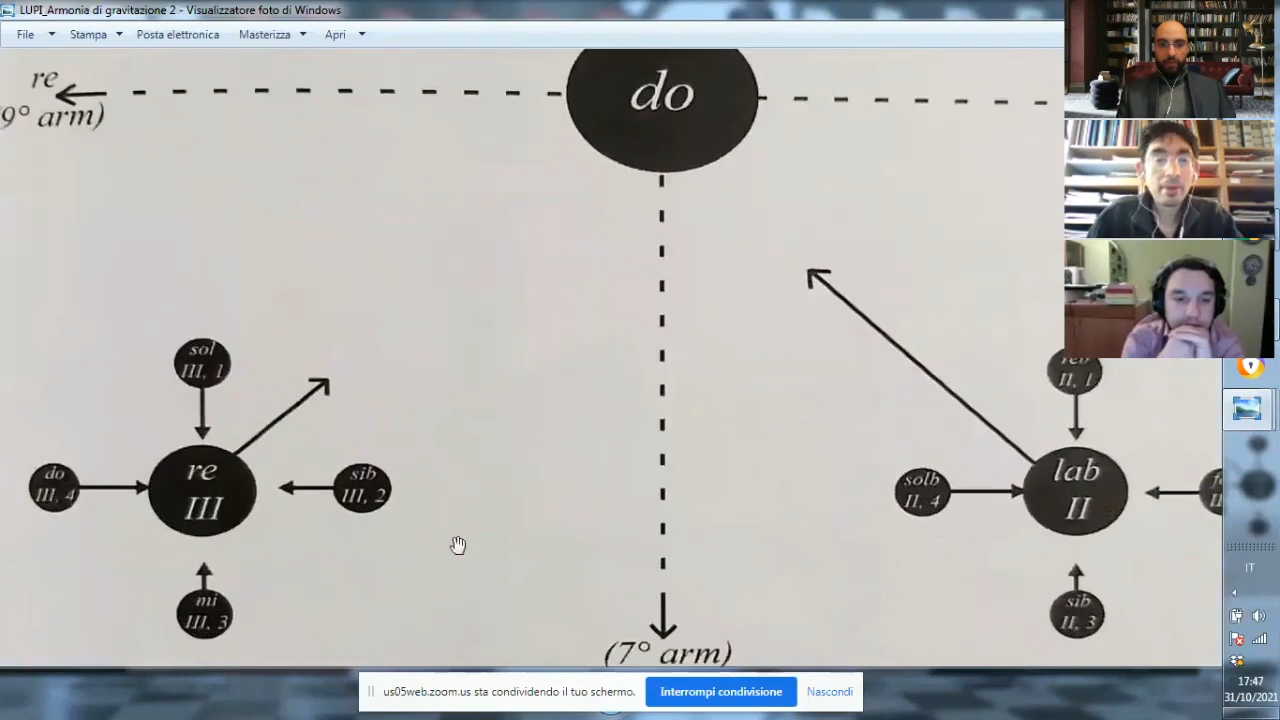 LUPI_Armonia di gravitazione 2 - Visualizzatore foto di Windows
File Stampa Posta elettronica Masterizza Apri
re
9° arm)
do
sol
III, 1
re
III
do
III, 4
sib
III, 2
mi
III, 3
(7° arm)
II, 1
lab
II
solb
II, 4
sib
II, 3
IT
17:47
31/10/2021
us05web.zoom.us sta condividendo il tuo schermo. Interrompi condivisione Nascondi